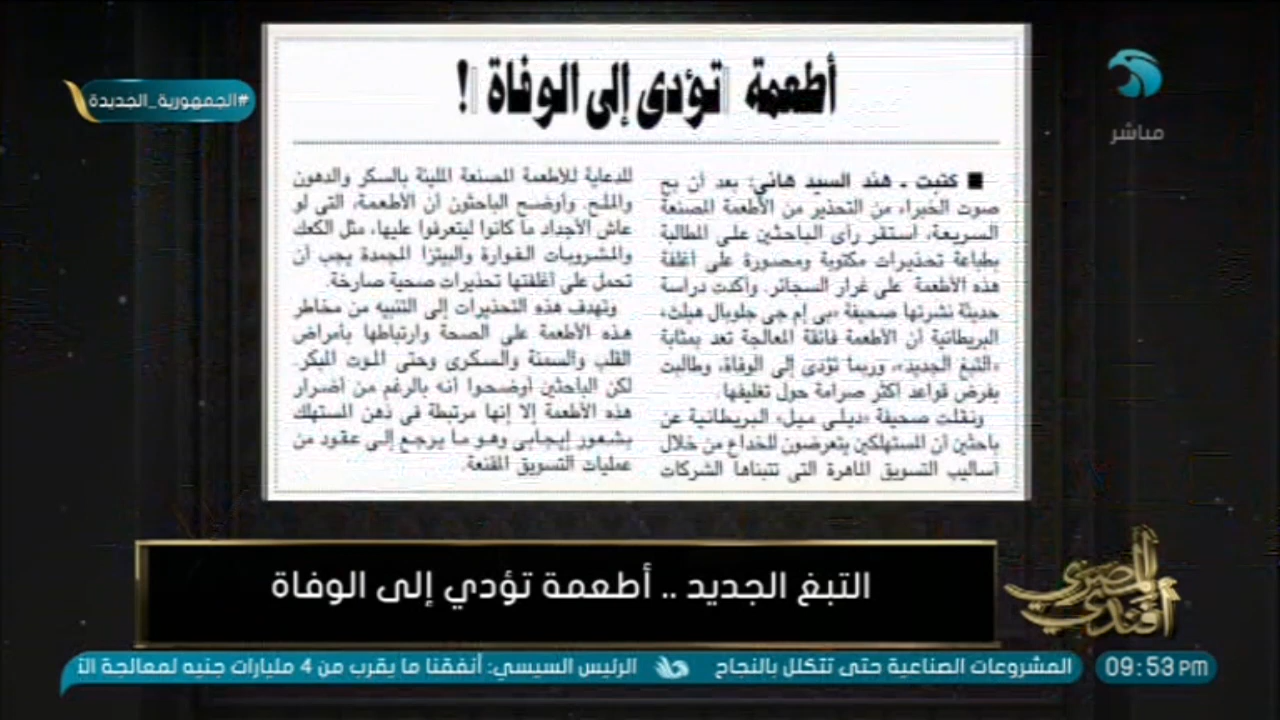 أطعمة "تؤدى إلى الوفاة"!
#الجمهورية_الجديدة
مباشر
■ كتبت ـ هند السيد هاني: بعد أن بح
صوت الخبراء من التحذير من الأطعمة المصنعة
السريعة، استقر رأى الباحثين على المطالبة
بطباعة تحذيرات مكتوبة ومصورة على أغلفة
هذه الأطعمة على غرار السجائر. وأكدت دراسة
حديثة نشرتها صحيفة «بى إم جى جلوبال هيلث»
البريطانية أن الأطعمة فائقة المعالجة تعد بمثابة
«التبغ الجديد»، وربما تؤدى إلى الوفاة، وطالبت
بفرض قواعد أكثر صرامة حول تغليفها.
ونقلت صحيفة «ديلى ميل» البريطانية عن
باحثين أن المستهلكين يتعرضون للخداع من خلال
أساليب التسويق الماهرة التى تتبناها الشركات
للدعاية للأطعمة المصنعة المليئة بالسكر والدهون
والملح. وأوضح الباحثون أن الأطعمة، التى لو
عاش الأجداد ما كانوا ليتعرفوا عليها، مثل الكعك
والمشروبات الفوارة والبيتزا المجمدة يجب أن
تحمل على أغلفتها تحذيرات صحية صارخة.
وتهدف هذه التحذيرات إلى التنبيه من مخاطر
هذه الأطعمة على الصحة وارتباطها بأمراض
القلب والسمنة والسكرى وحتى الموت المبكر.
لكن الباحثين أوضحوا أنه بالرغم من أضرار
هذه الأطعمة إلا إنها مرتبطة فى ذهن المستهلك
بشعور إيجابى وهو ما يرجع إلى عقود من
عمليات التسويق المقنعة.
التبغ الجديد .. أطعمة تؤدي إلى الوفاة
المصري أفندي
المشروعات الصناعية حتى تتكلل بالنجاح
الرئيس السيسي: أنفقنا ما يقرب من 4 مليارات جنيه لمعالجة الت
09:53 PM